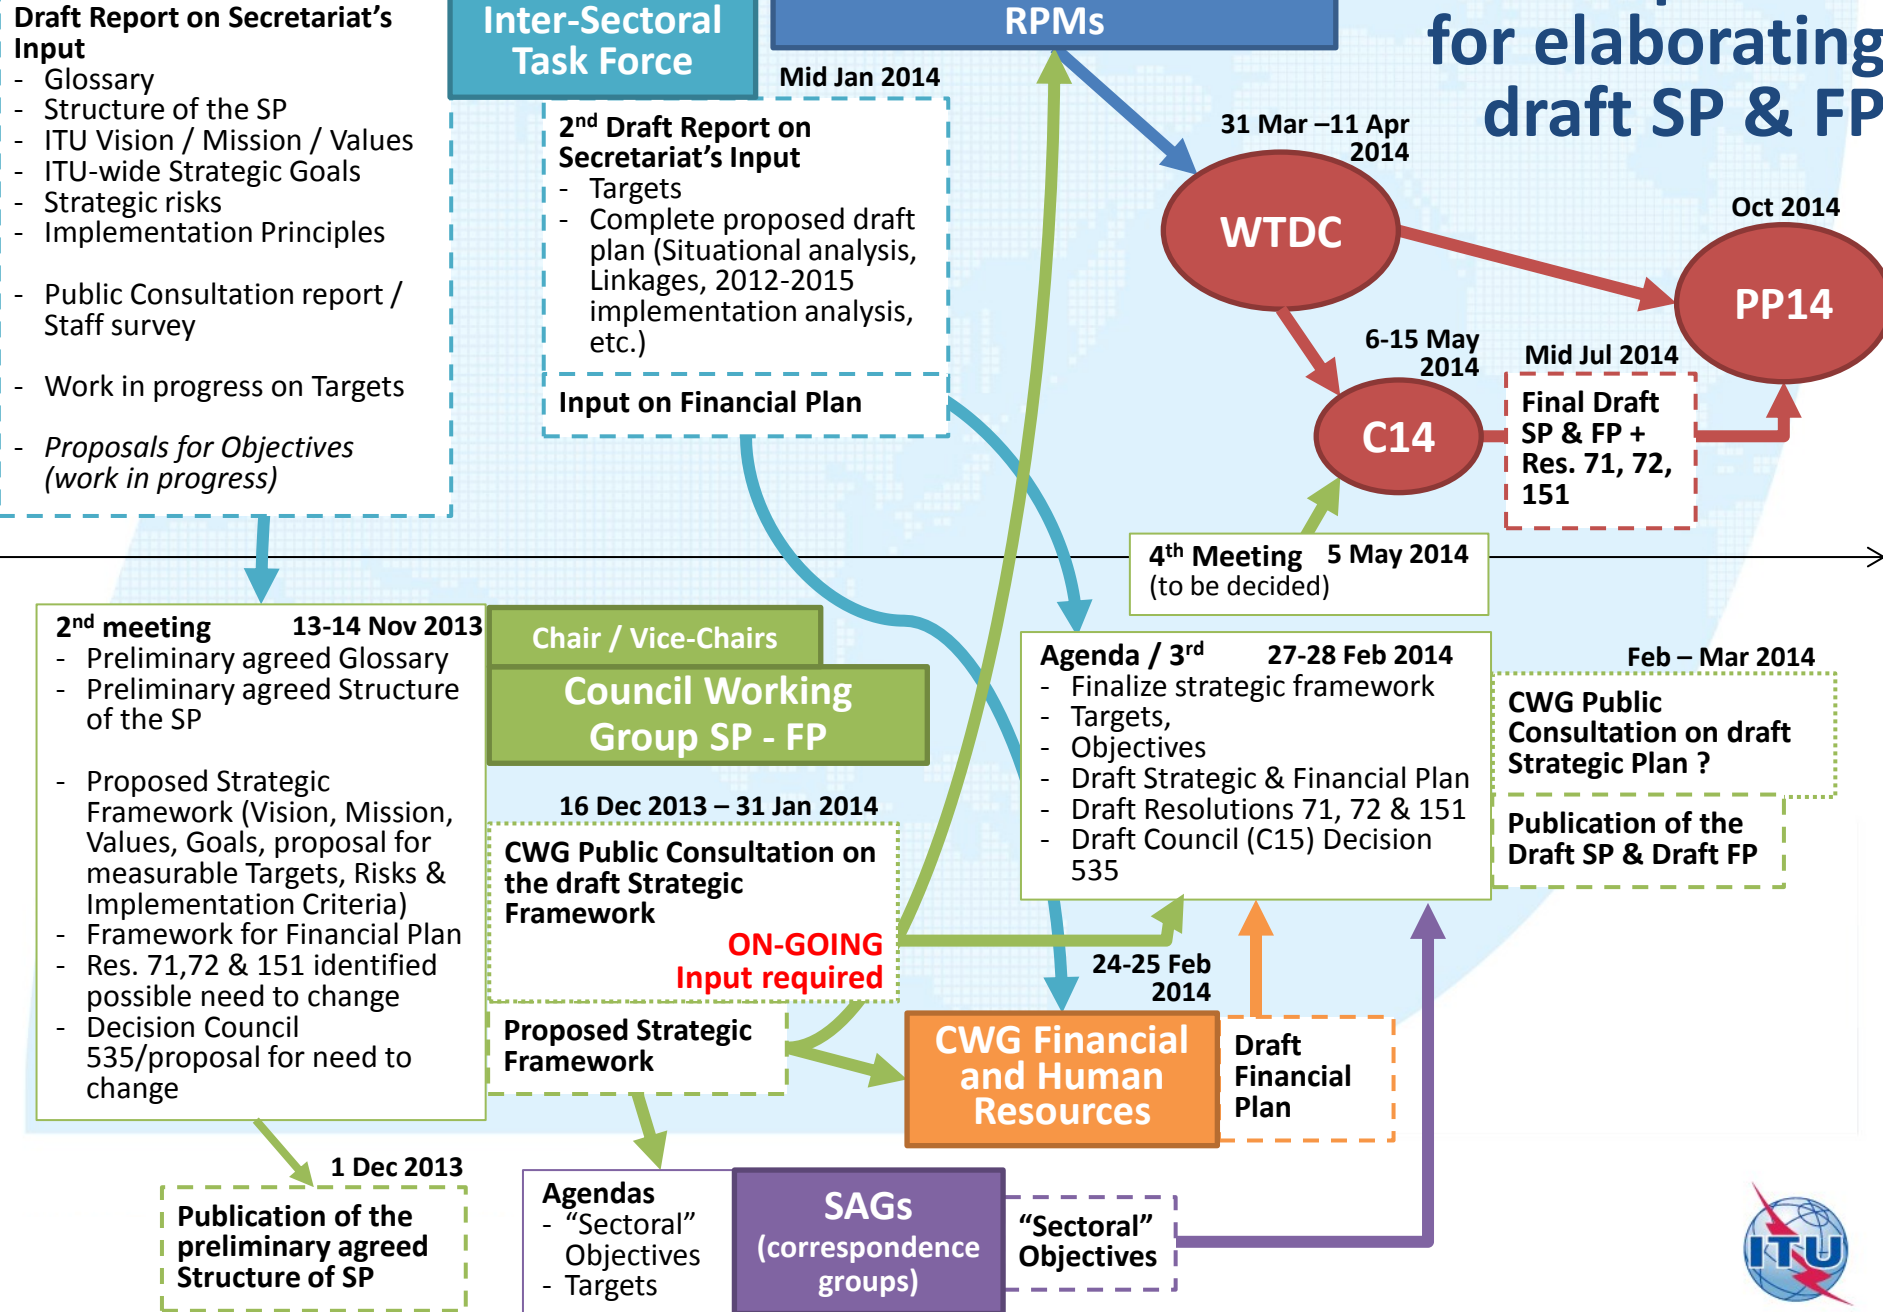 Draft Report on Secretariat's
Input
- Glossary
- Structure of the SP
- ITU Vision / Mission / Values
- ITU-wide Strategic Goals
- Strategic risks
- Implementation Principles
- Public Consultation report /
Staff survey
- Work in progress on Targets
- Proposals for Objectives
(work in progress)
Inter-Sectoral
Task Force
RPMs
for elaborating
draft SP & FP
Mid Jan 2014
2nd Draft Report on
Secretariat's Input
- Targets
- Complete proposed draft
plan (Situational analysis,
Linkages, 2012-2015
implementation analysis,
etc.)
Input on Financial Plan
31 Mar –11 Apr
2014
WTDC
Oct 2014
PP14
6-15 May
2014
C14
Mid Jul 2014
Final Draft
SP & FP +
Res. 71, 72,
151
4th Meeting 5 May 2014
(to be decided)
2nd meeting 13-14 Nov 2013
- Preliminary agreed Glossary
- Preliminary agreed Structure
of the SP
- Proposed Strategic
Framework (Vision, Mission,
Values, Goals, proposal for
measurable Targets, Risks &
Implementation Criteria)
- Framework for Financial Plan
- Res. 71,72 & 151 identified
possible need to change
- Decision Council
535/proposal for need to
change
Chair / Vice-Chairs
Council Working
Group SP - FP
16 Dec 2013 – 31 Jan 2014
CWG Public Consultation on
the draft Strategic
Framework
ON-GOING
Input required
Proposed Strategic
Framework
Agenda / 3rd 27-28 Feb 2014
- Finalize strategic framework
- Targets,
- Objectives
- Draft Strategic & Financial Plan
- Draft Resolutions 71, 72 & 151
- Draft Council (C15) Decision
535
Feb – Mar 2014
CWG Public
Consultation on draft
Strategic Plan ?
Publication of the
Draft SP & Draft FP
24-25 Feb
2014
CWG Financial
and Human
Resources
Draft
Financial
Plan
1 Dec 2013
Publication of the
preliminary agreed
Structure of SP
Agendas
- "Sectoral"
Objectives
- Targets
SAGs
(correspondence
groups)
"Sectoral"
Objectives
ITU